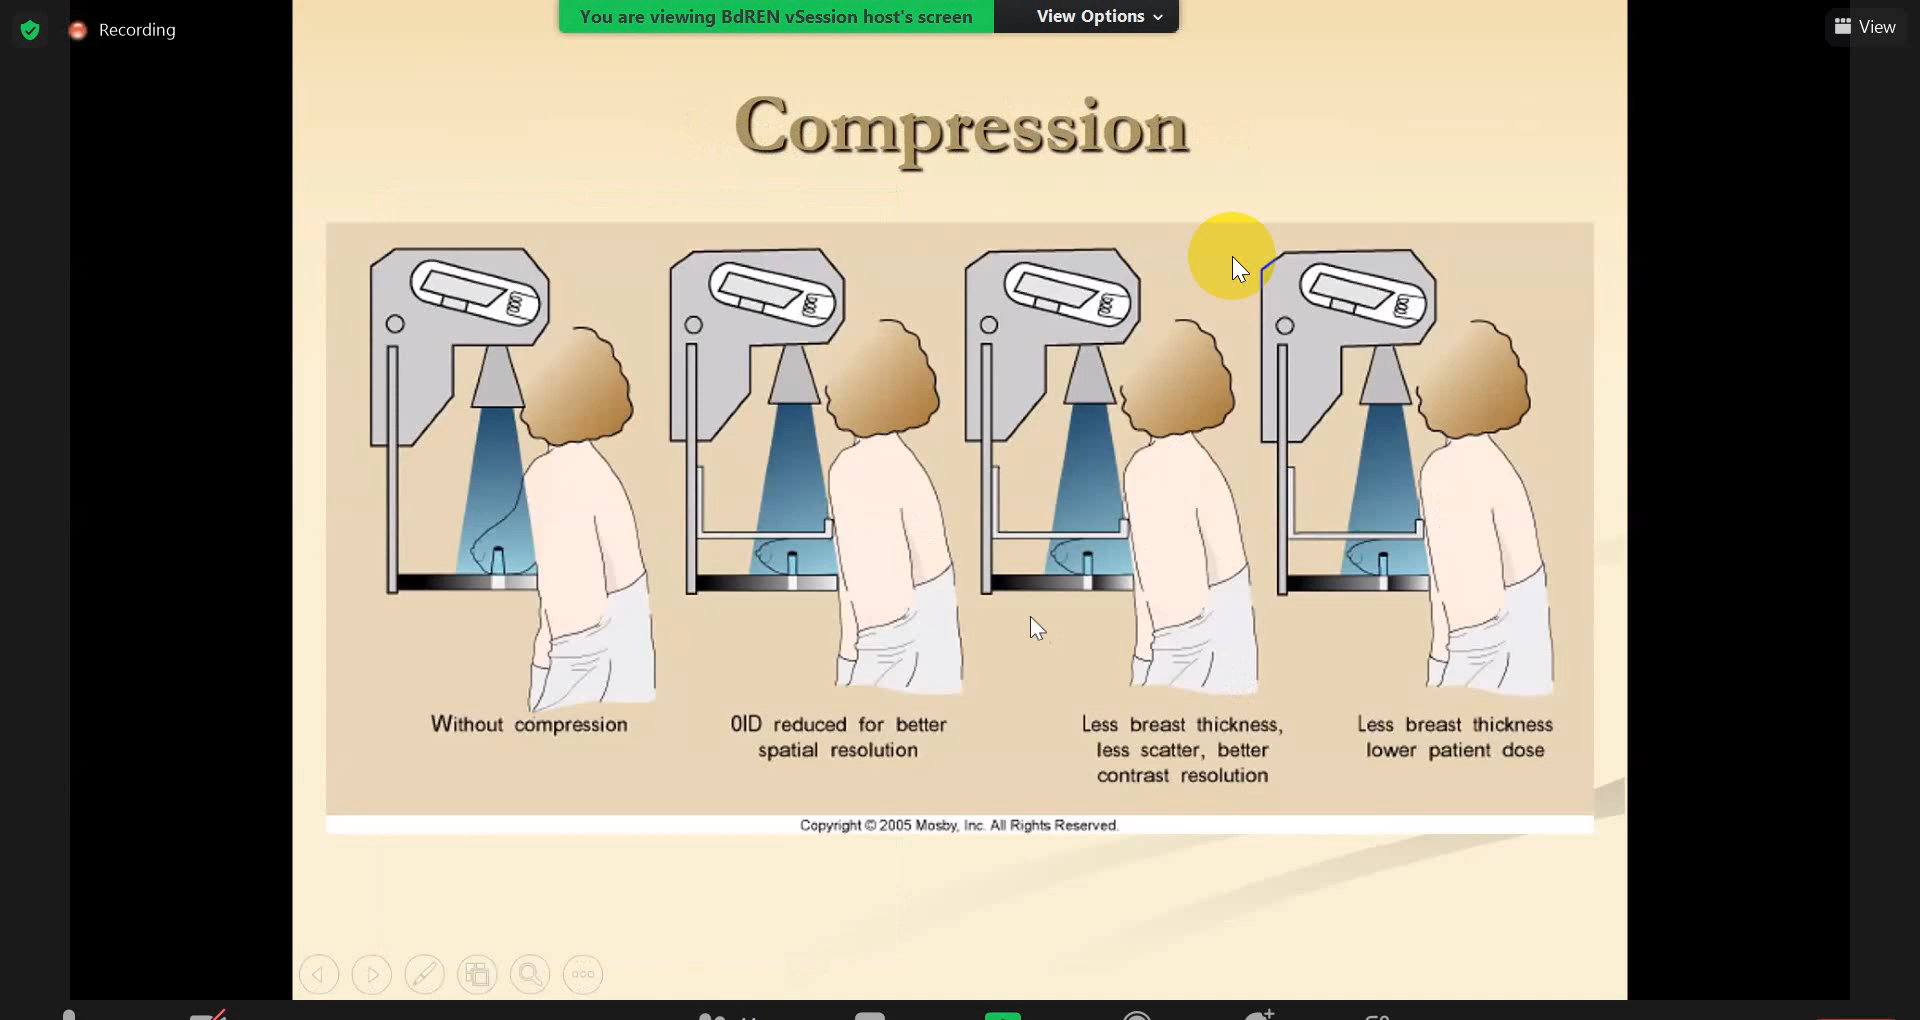 You are viewing BdREN vSession host's screen
View Options
Recording
View
Compression
Without compression
0ID reduced for better
spatial resolution
Less breast thickness,
less scatter, better
contrast resolution
Less breast thickness
lower patient dose
Copyright © 2005 Mosby, Inc. All Rights Reserved.